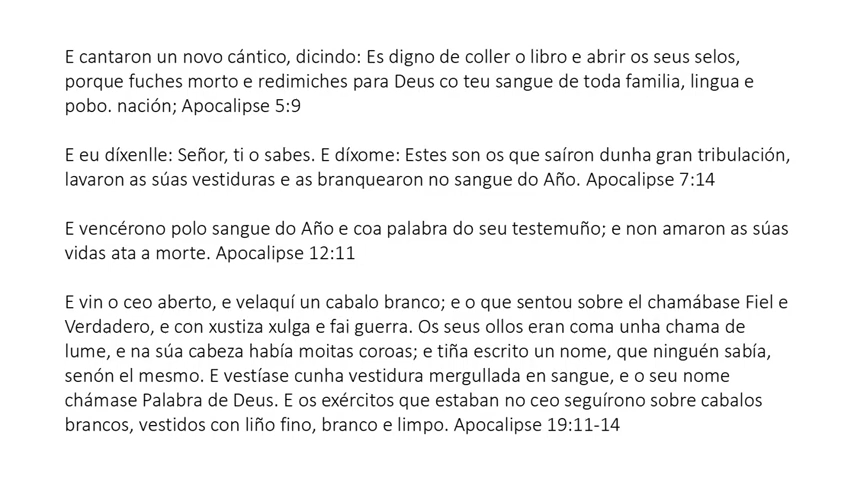 E cantaron un novo cántico, dicindo: Es digno de coller o libro e abrir os seus selos,
porque fuches morto e redimiches para Deus co teu sangue de toda familia, lingua e
pobo. nación; Apocalipse 5:9
E eu díxenlle: Señor, ti o sabes. E díxome: Estes son os que saíron dunha gran tribulación,
lavaron as súas vestiduras e as branquearon no sangue do Año. Apocalipse 7:14
E vencérono polo sangue do Año e coa palabra do seu testemuño; e non amaron as súas
vidas ata a morte. Apocalipse 12:11
E vin o ceo aberto, e velaquí un cabalo branco; e o que sentou sobre el chamábase Fiel e
Verdadero, e con xustiza xulga e fai guerra. Os seus ollos eran coma unha chama de
lume, e na súa cabeza había moitas coroas; e tiña escrito un nome, que ninguén sabía,
senón el mesmo. E vestíase cunha vestidura mergullada en sangue, e o seu nome
chámase Palabra de Deus. E os exércitos que estaban no ceo seguírono sobre cabalos
brancos, vestidos con liño fino, branco e limpo. Apocalipse 19:11-14